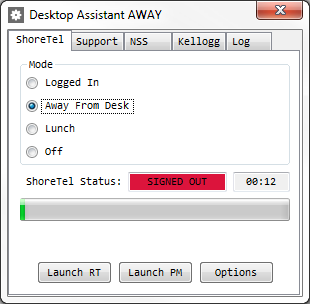 Desktop Assistant AWAY
ShoreTel Support NSS Kellogg Log
Mode
Logged In
Away From Desk
Lunch
Off
ShoreTel Status: SIGNED OUT 00:12
Launch RT Launch PM Options